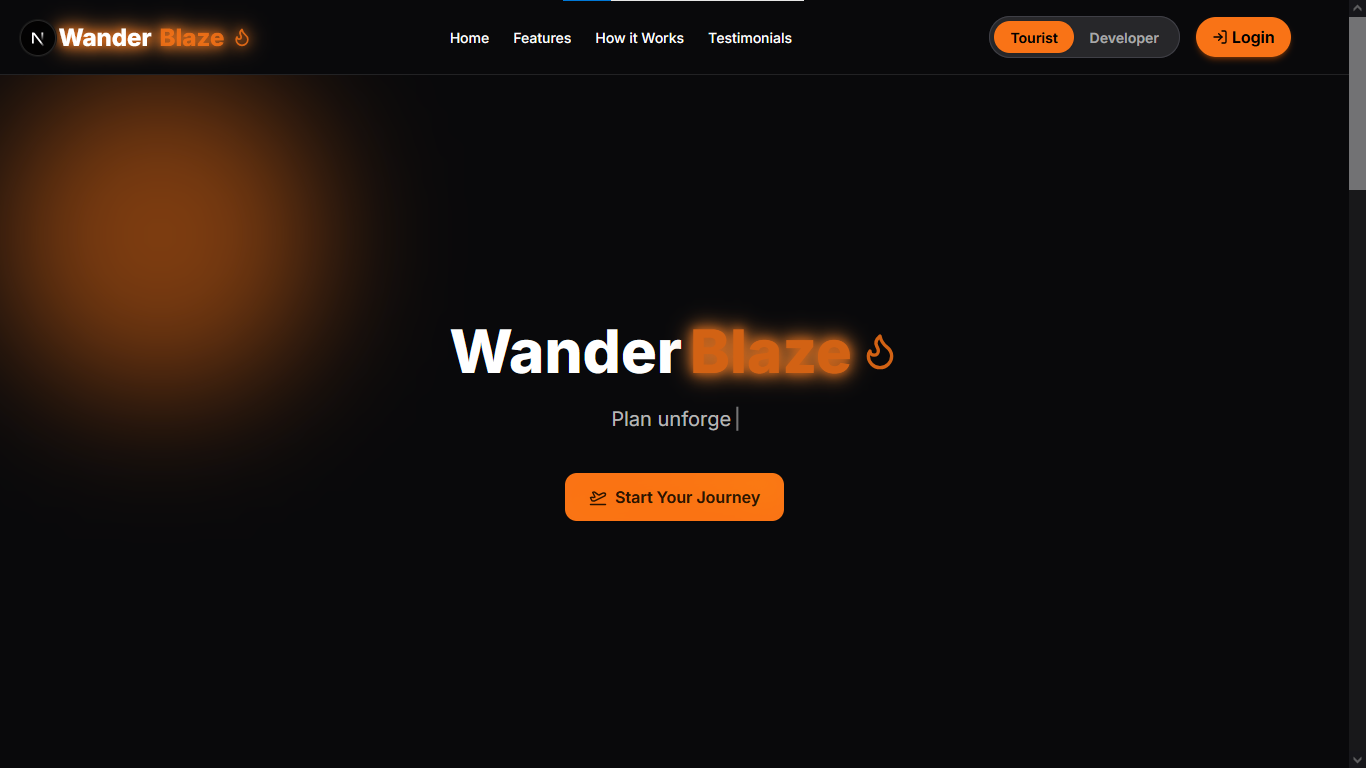 N Wander Blaze
Home Features How it Works Testimonials
Tourist Developer
Login
Wander Blaze
Plan unforge
Start Your Journey